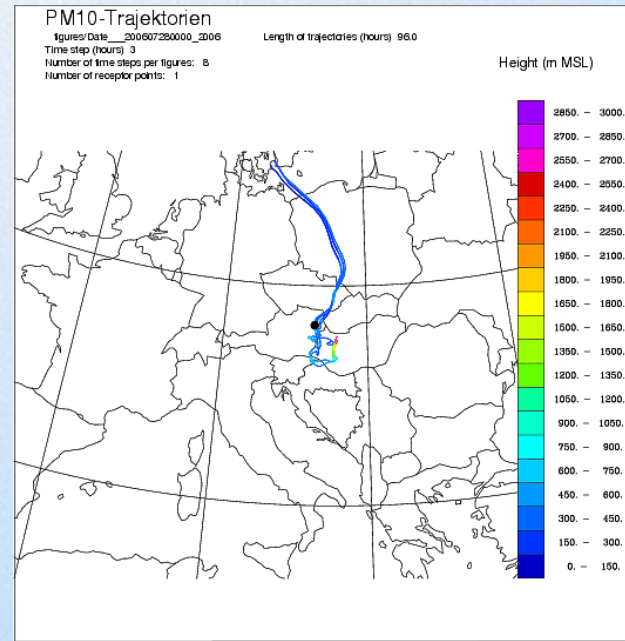 PM10-Trajektorien
figures/Date___200607280000_2006 Length of trajectories (hours) 96.0
Time step (hours) 3
Number of time steps per figures: 8
Number of receptor points: 1
Height (m MSL)
2850. - 3000.
2700. - 2850.
2550. - 2700.
2400. - 2550.
2250. - 2400.
2100. - 2250.
1950. - 2100.
1800. - 1950.
1650. - 1800.
1500. - 1650.
1350. - 1500.
1200. - 1350.
1050. - 1200.
900. - 1050.
750. - 900.
600. - 750.
450. - 600.
300. - 450.
150. - 300.
0. - 150.